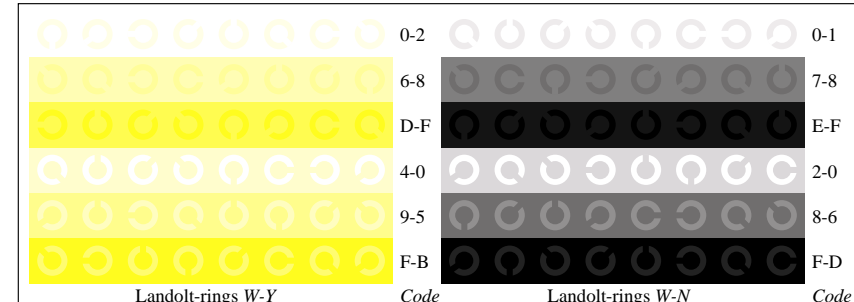 0-2 0-1
6-8 7-8
D-F E-F
4-0 2-0
9-5 8-6
F-B F-D
Landolt-rings W-Y Code Landolt-rings W-N Code